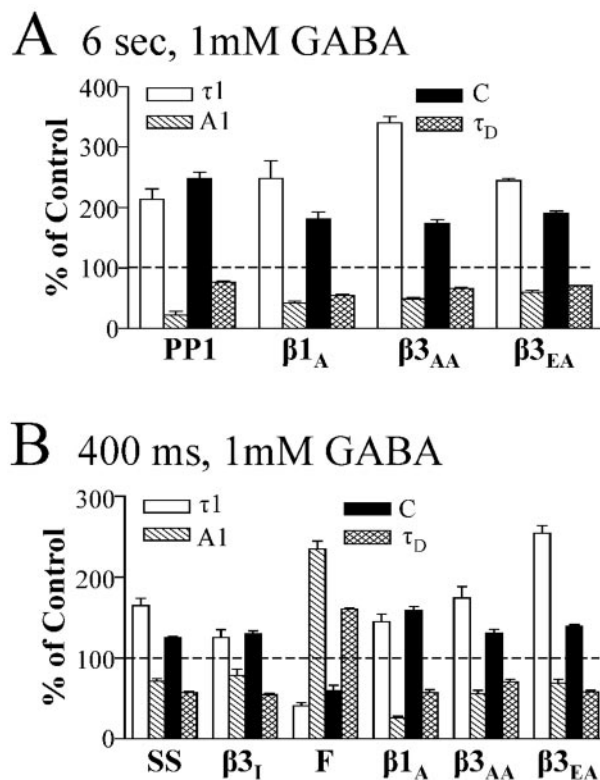 A 6 sec, 1mM GABA
400
300
200
100
0
% of Control
τ1
A1
C
τD
PP1 β1A β3AA β3EA
B 400 ms, 1mM GABA
300
200
100
0
% of Control
τ1
A1
C
τD
SS β3I F β1A β3AA β3EA